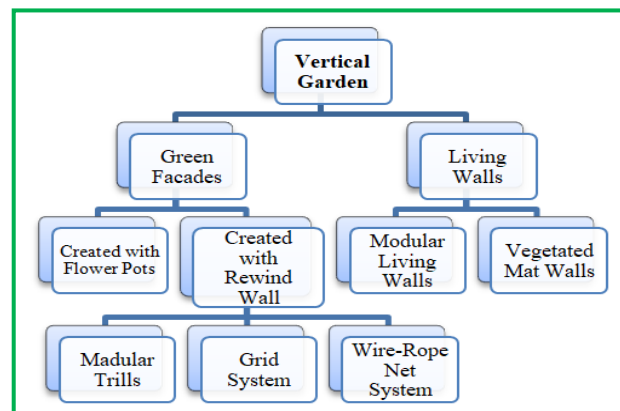 Vertical
Garden
Green
Facades
Living
Walls
Created with
Flower Pots
Created
with
Rewind
Wall
Modular
Living
Walls
Vegetated
Mat Walls
Madular
Trills
Grid
System
Wire-Rope
Net
System